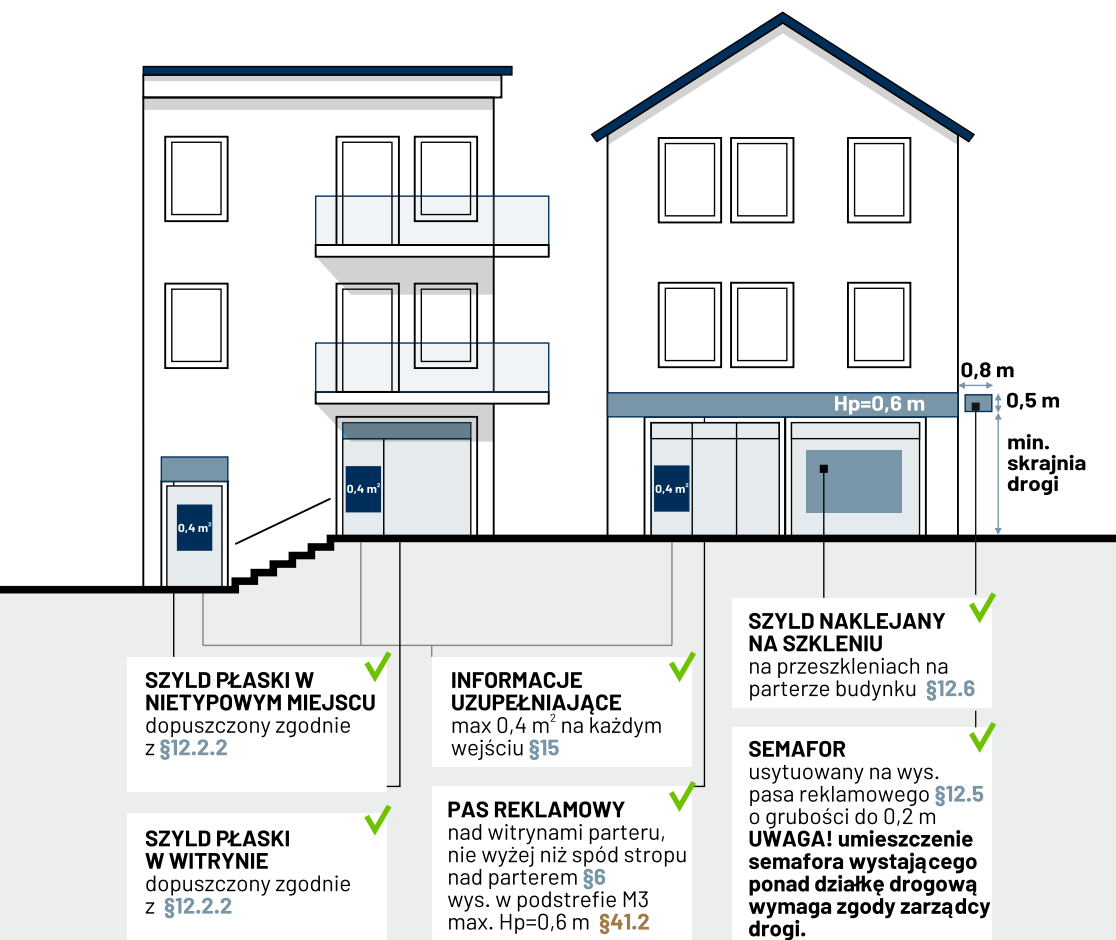 0,8 m
Hp=0,6 m
0,5 m
min.
skrajnia
drogi
0,4 m²
0,4 m²
0,4 m²
SZYLD PŁASKI W
NIETYPOWYM MIEJSCU
dopuszczony zgodnie
z §12.2.2
SZYLD PŁASKI
W WITRYNIE
dopuszczony zgodnie
z §12.2.2
INFORMACJE
UZUPEŁNIAJĄCE
max 0,4 m² na każdym
wejściu §15
PAS REKLAMOWY
nad witrynami parteru,
nie wyżej niż spód stropu
nad parterem §6
wys. w podstrefie M3
max. Hp=0,6 m §41.2
SZYLD NAKLEJANY
NA SZKLENIU
na przeszkleniach na
parterze budynku §12.6
SEMAFOR
usytuowany na wys.
pasa reklamowego §12.5
o grubości do 0,2 m
UWAGA! umieszczenie
semafora wystającego
ponad działkę drogową
wymaga zgody zarządcy
drogi.